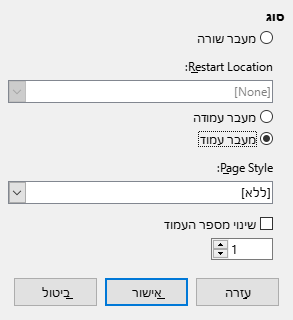 סוג
מעבר שורה
Restart Location:
[None]
מעבר עמודה
מעבר עמוד
Page Style:
[ללא]
שינוי מספר העמוד
1
עזרה
אישור
ביטול